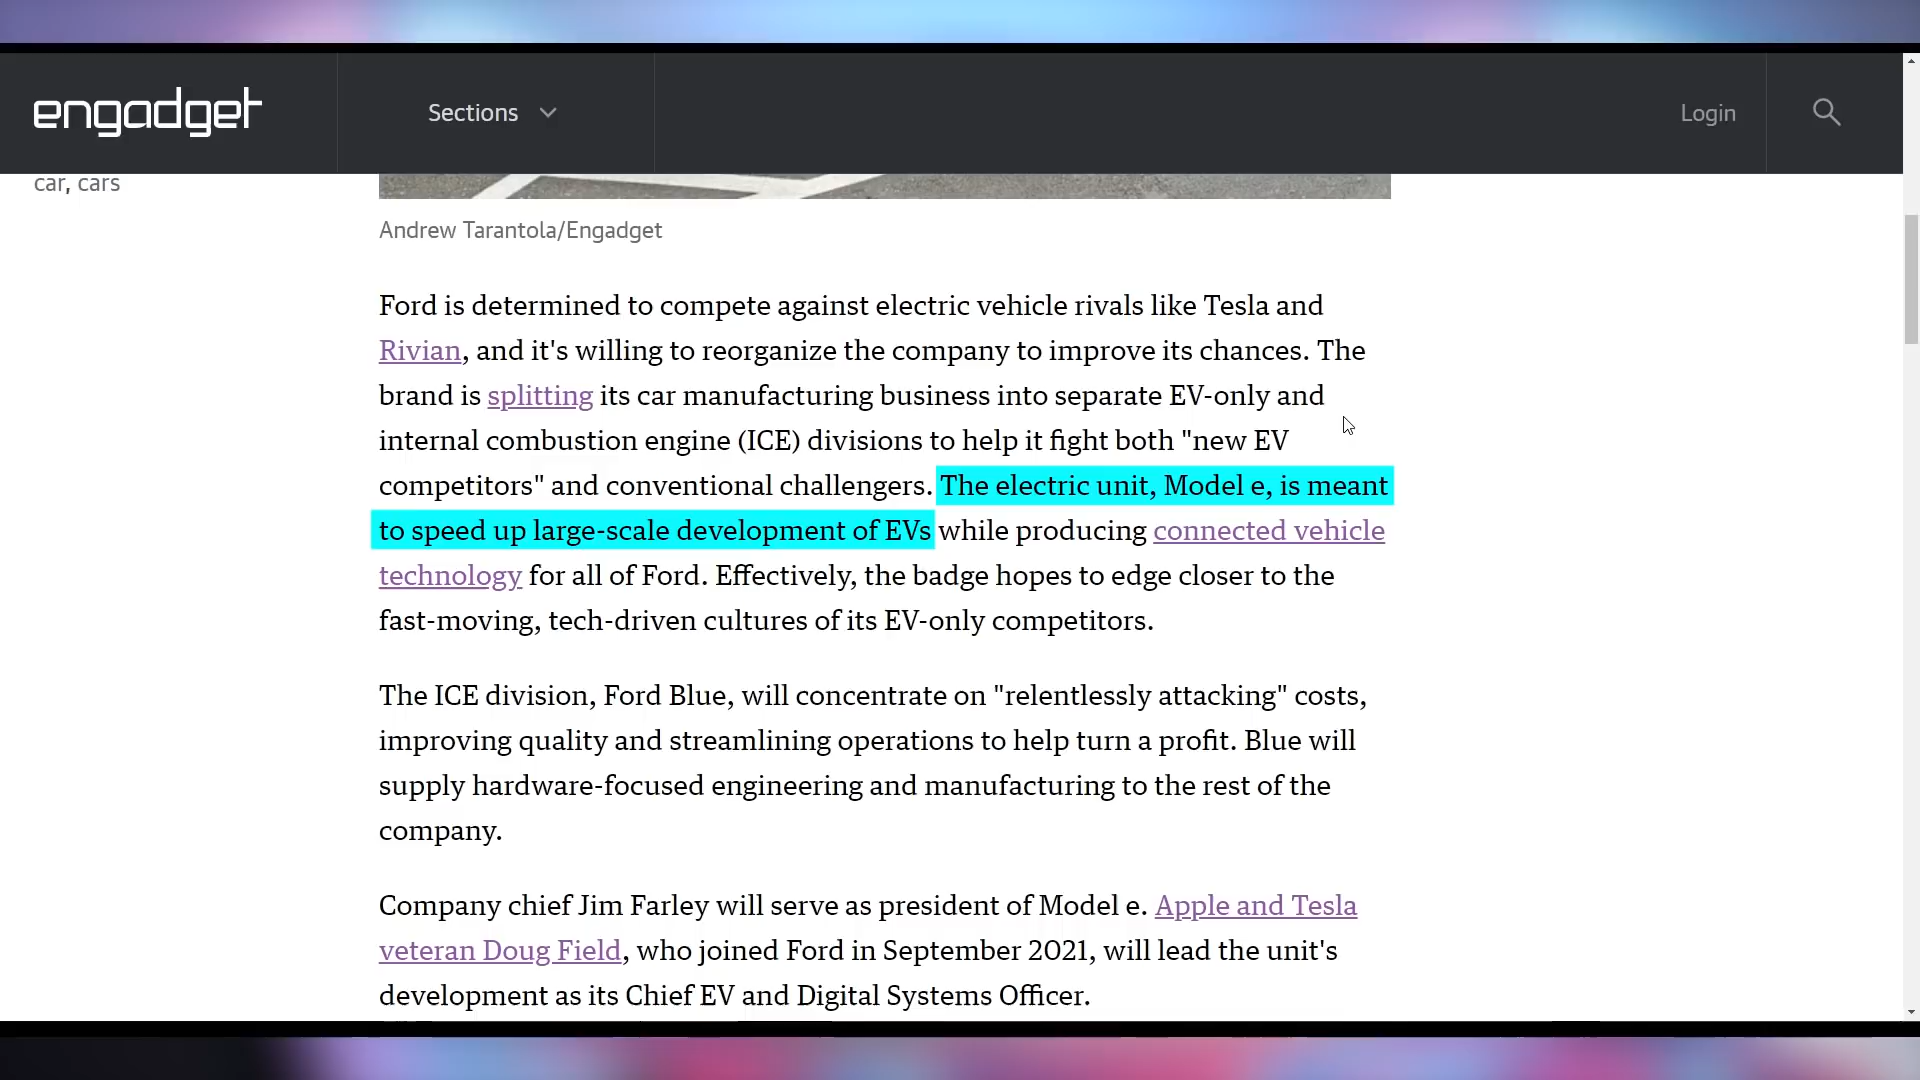 engadget
Sections
Login
car, cars
Andrew Tarantola/Engadget
Ford is determined to compete against electric vehicle rivals like Tesla and
Rivian, and it's willing to reorganize the company to improve its chances. The
brand is splitting its car manufacturing business into separate EV-only and
internal combustion engine (ICE) divisions to help it fight both "new EV
competitors" and conventional challengers. The electric unit, Model e, is meant
to speed up large-scale development of EVs while producing connected vehicle
technology for all of Ford. Effectively, the badge hopes to edge closer to the
fast-moving, tech-driven cultures of its EV-only competitors.
The ICE division, Ford Blue, will concentrate on "relentlessly attacking" costs,
improving quality and streamlining operations to help turn a profit. Blue will
supply hardware-focused engineering and manufacturing to the rest of the
company.
Company chief Jim Farley will serve as president of Model e. Apple and Tesla
veteran Doug Field, who joined Ford in September 2021, will lead the unit's
development as its Chief EV and Digital Systems Officer.